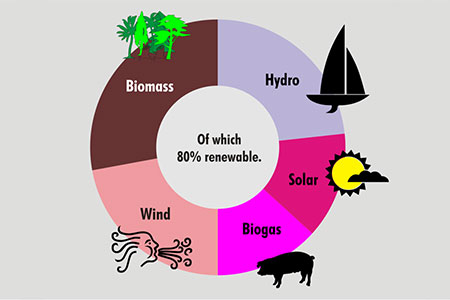 Biomass
Hydro
Of which
80% renewable.
Solar
Wind
Biogas